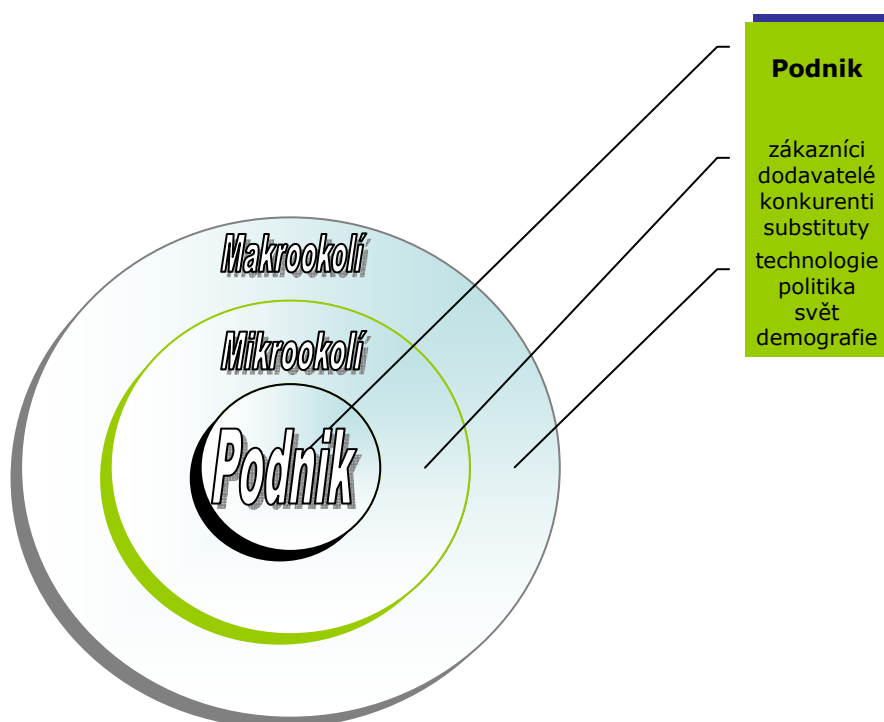 Podnik
zákazníci
dodavatelé
konkurenti
substituty
technologie
politika
svět
demografie
Makrookolí
Mikrookolí
Podnik